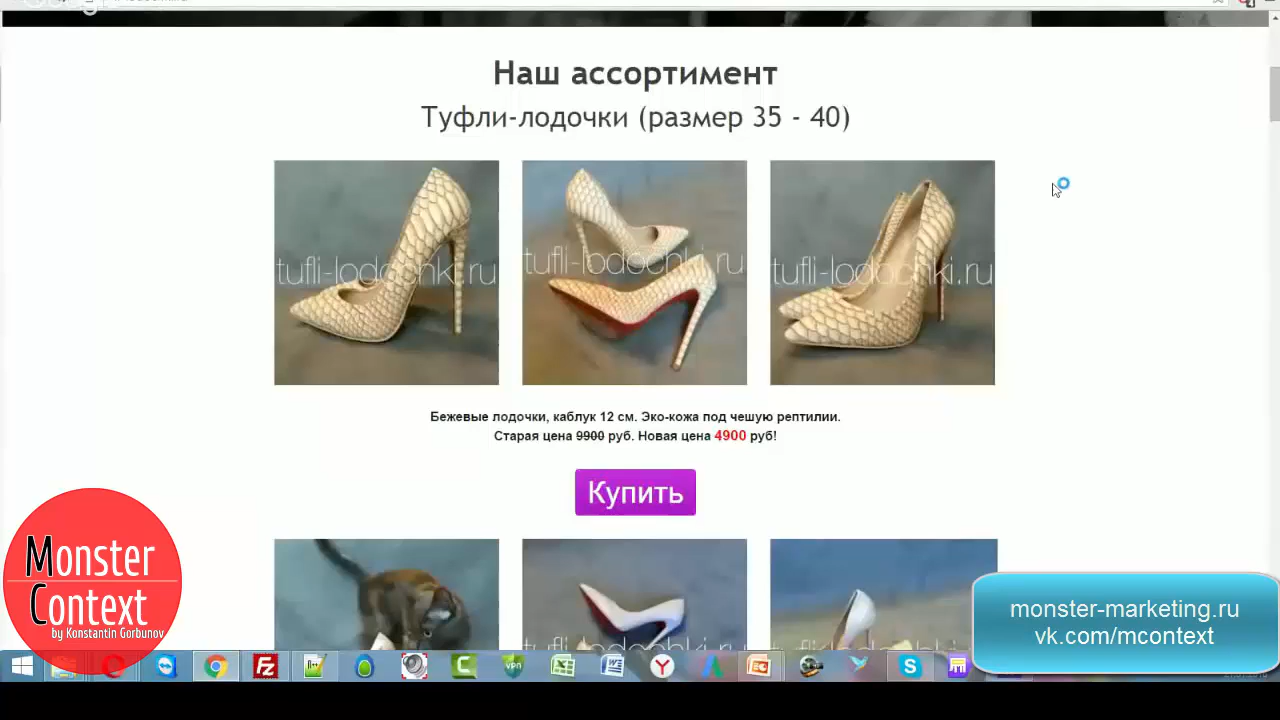 Наш ассортимент
Туфли-лодочки (размер 35 - 40)
tufli-lodochki.ru
tufli-lodochki.ru
tufli-lodochki.ru
Бежевые лодочки, каблук 12 см. Эко-кожа под чешую рептилии.
Старая цена 9900 руб. Новая цена 4900 руб!
Купить
Monster
Context
by Konstantin Gorbunov
monster-marketing.ru
vk.com/mcontext